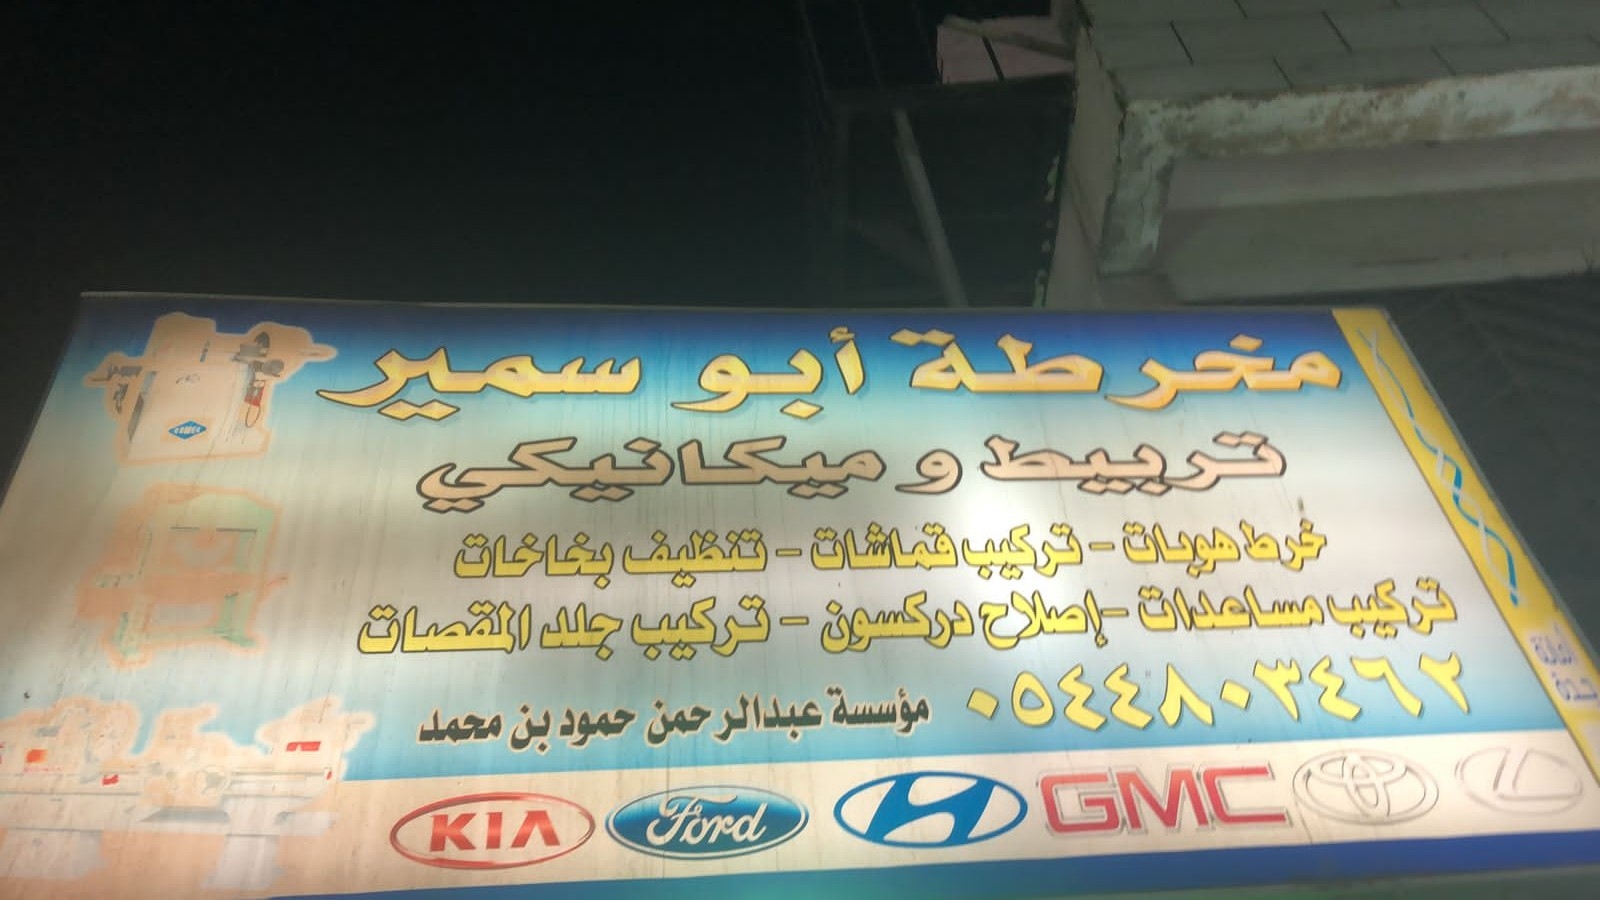 مخرطة أبو سمير
تربيط و ميكانيكي
خرط هوبات - تركيب قماشات - تنظيف بخاخات
تركيب مساعدات - إصلاح دركسون - تركيب جلد المقصات
٠٥٤٤٨٠٣٤٦٢
مؤسسة عبدالرحمن حمود بن محمد
KIA
Ford
GMC